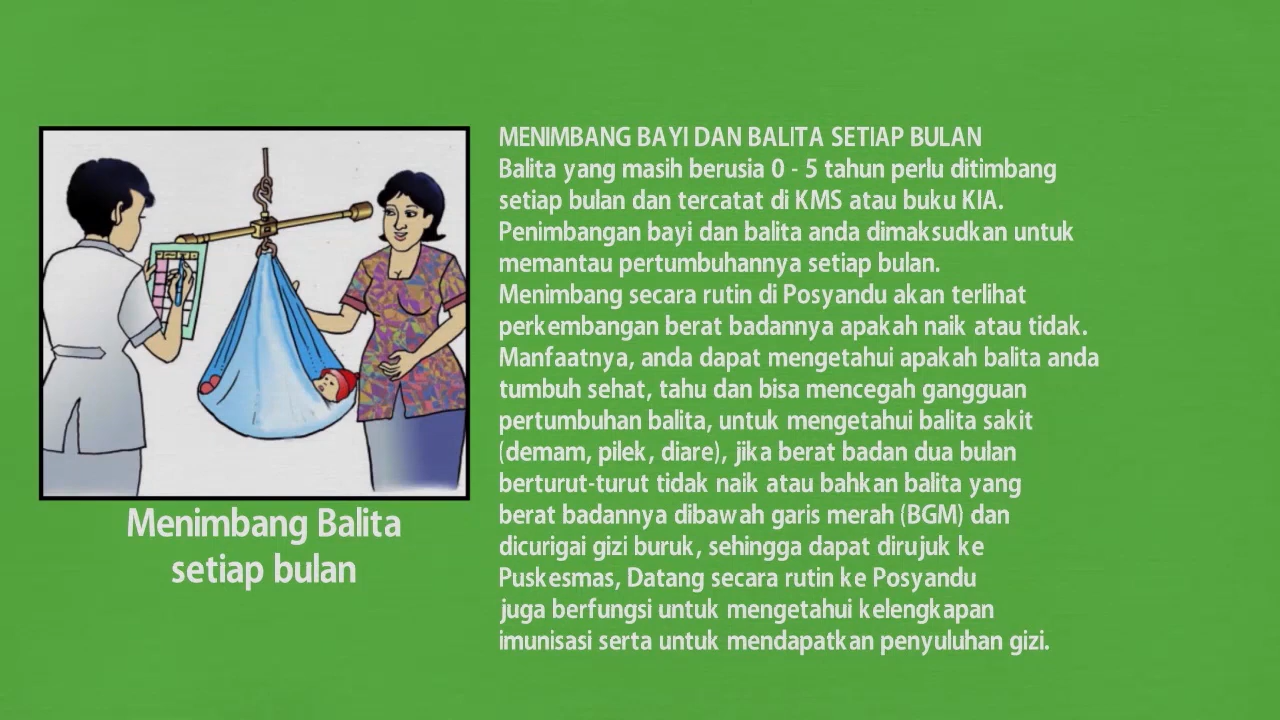 MENIMBANG BAYI DAN BALITA SETIAP BULAN
Balita yang masih berusia 0 - 5 tahun perlu ditimbang
setiap bulan dan tercatat di KMS atau buku KIA.
Penimbangan bayi dan balita anda dimaksudkan untuk
memantau pertumbuhannya setiap bulan.
Menimbang secara rutin di Posyandu akan terlihat
perkembangan berat badannya apakah naik atau tidak.
Manfaatnya, anda dapat mengetahui apakah balita anda
tumbuh sehat, tahu dan bisa mencegah gangguan
pertumbuhan balita, untuk mengetahui balita sakit
(demam, pilek, diare), jika berat badan dua bulan
berturut-turut tidak naik atau bahkan balita yang
berat badannya dibawah garis merah (BGM) dan
dicurigai gizi buruk, sehingga dapat dirujuk ke
Puskesmas, Datang secara rutin ke Posyandu
juga berfungsi untuk mengetahui kelengkapan
imunisasi serta untuk mendapatkan penyuluhan gizi.
Menimbang Balita
setiap bulan